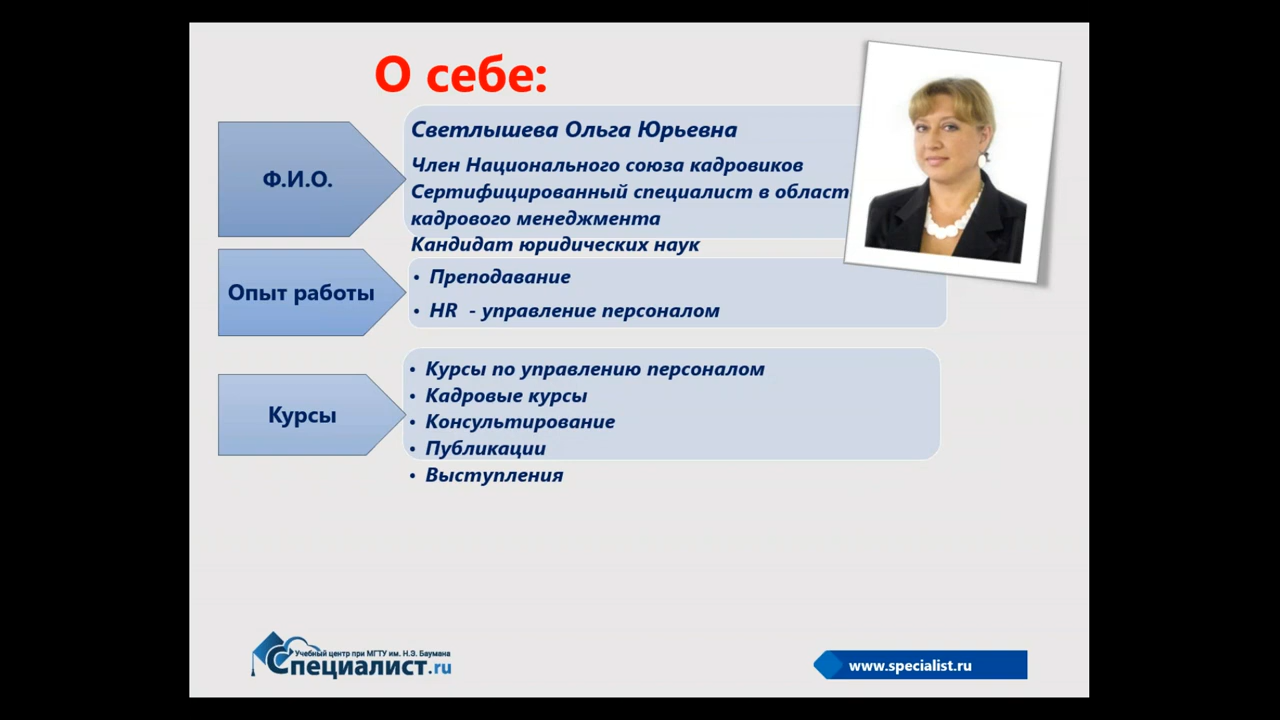 О себе:
Ф.И.О.
Светлышева Ольга Юрьевна
Член Национального союза кадровиков
Сертифицированный специалист в област
кадрового менеджмента
Кандидат юридических наук
Опыт работы
• Преподавание
• HR - управление персоналом
Курсы
• Курсы по управлению персоналом
• Кадровые курсы
• Консультирование
• Публикации
• Выступления
Учебный центр при МГТУ им. Н.Э. Баумана
Специалист.ru
www.specialist.ru